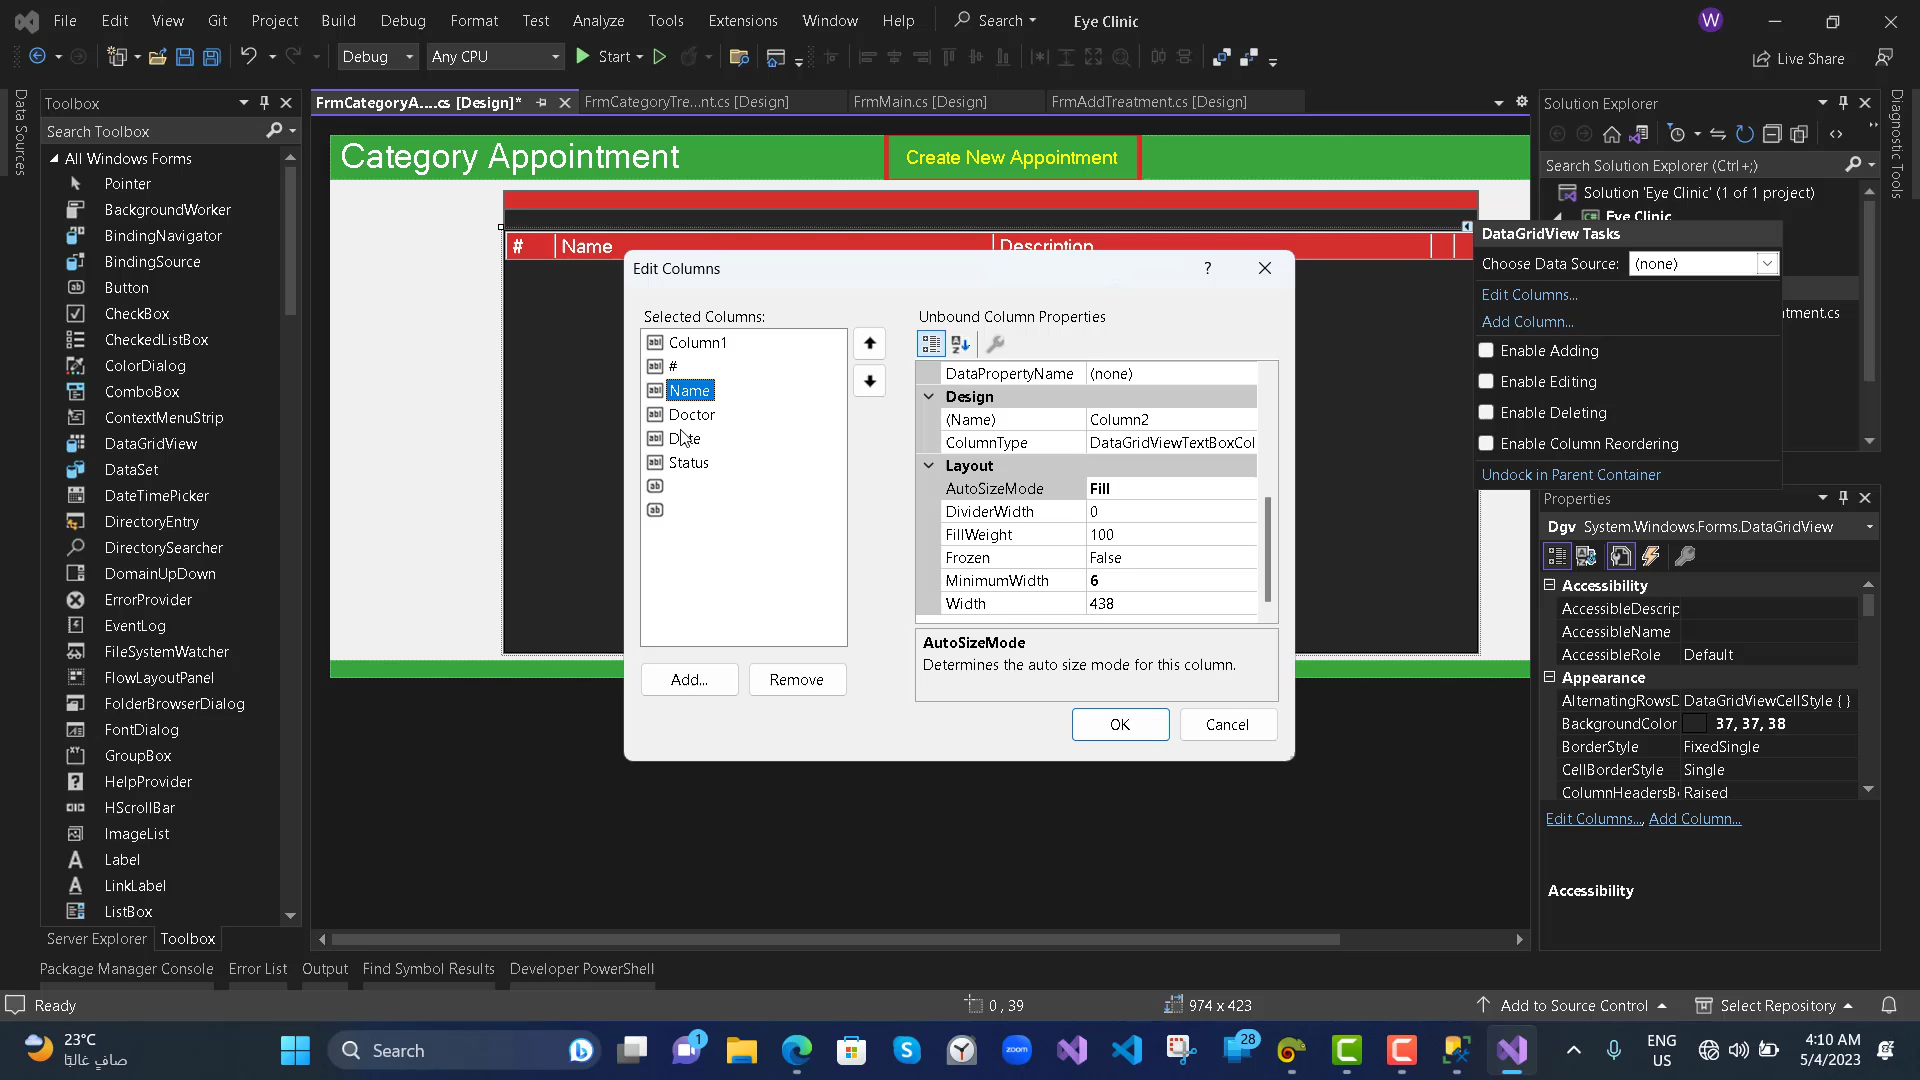 File Edit View Git Project Build Debug Format Test Analyze Tools Extensions Window Help Search Eye Clinic W
Debug Any CPU Start Live Share
Data Sources
Toolbox
Search Toolbox
All Windows Forms
Pointer
BackgroundWorker
BindingNavigator
BindingSource
Button
CheckBox
CheckedListBox
ColorDialog
ComboBox
ContextMenuStrip
DataGridView
DataSet
DateTimePicker
DirectoryEntry
DirectorySearcher
DomainUpDown
ErrorProvider
EventLog
FileSystemWatcher
FlowLayoutPanel
FolderBrowserDialog
FontDialog
GroupBox
HelpProvider
HScrollBar
ImageList
Label
LinkLabel
ListBox
Server Explorer Toolbox
FrmCategoryA....cs [Design]* FrmCategoryTre...nt.cs [Design] FrmMain.cs [Design] FrmAddTreatment.cs [Design]
Category Appointment Create New Appointment
# Name Description
Edit Columns ?
Selected Columns:
Column1
#
Name
Doctor
Date
Status
Add... Remove
Unbound Column Properties
DataPropertyName (none)
Design
(Name) Column2
ColumnType DataGridViewTextBoxCol
Layout
AutoSizeMode Fill
DividerWidth 0
FillWeight 100
Frozen False
MinimumWidth 6
Width 438
AutoSizeMode
Determines the auto size mode for this column.
OK Cancel
Solution Explorer
Search Solution Explorer (Ctrl+;)
Solution 'Eye Clinic' (1 of 1 project)
Eye Clinic
tment.cs
DataGridView Tasks
Choose Data Source: (none)
Edit Columns...
Add Column...
Enable Adding
Enable Editing
Enable Deleting
Enable Column Reordering
Undock in Parent Container
Diagnostic Tools
Properties
Dgv System.Windows.Forms.DataGridView
Accessibility
AccessibleDescrip
AccessibleName
AccessibleRole Default
Appearance
AlternatingRowsD DataGridViewCellStyle { }
BackgroundColor 37, 37, 38
BorderStyle FixedSingle
CellBorderStyle Single
ColumnHeadersB Raised
Edit Columns..., Add Column...
Accessibility
Package Manager Console Error List Output Find Symbol Results Developer PowerShell
Ready 0 , 39 974 x 423 Add to Source Control Select Repository
23°C
صافٍ غالبًا
Search 1 zoom 28
ENG
US
4:10 AM
5/4/2023